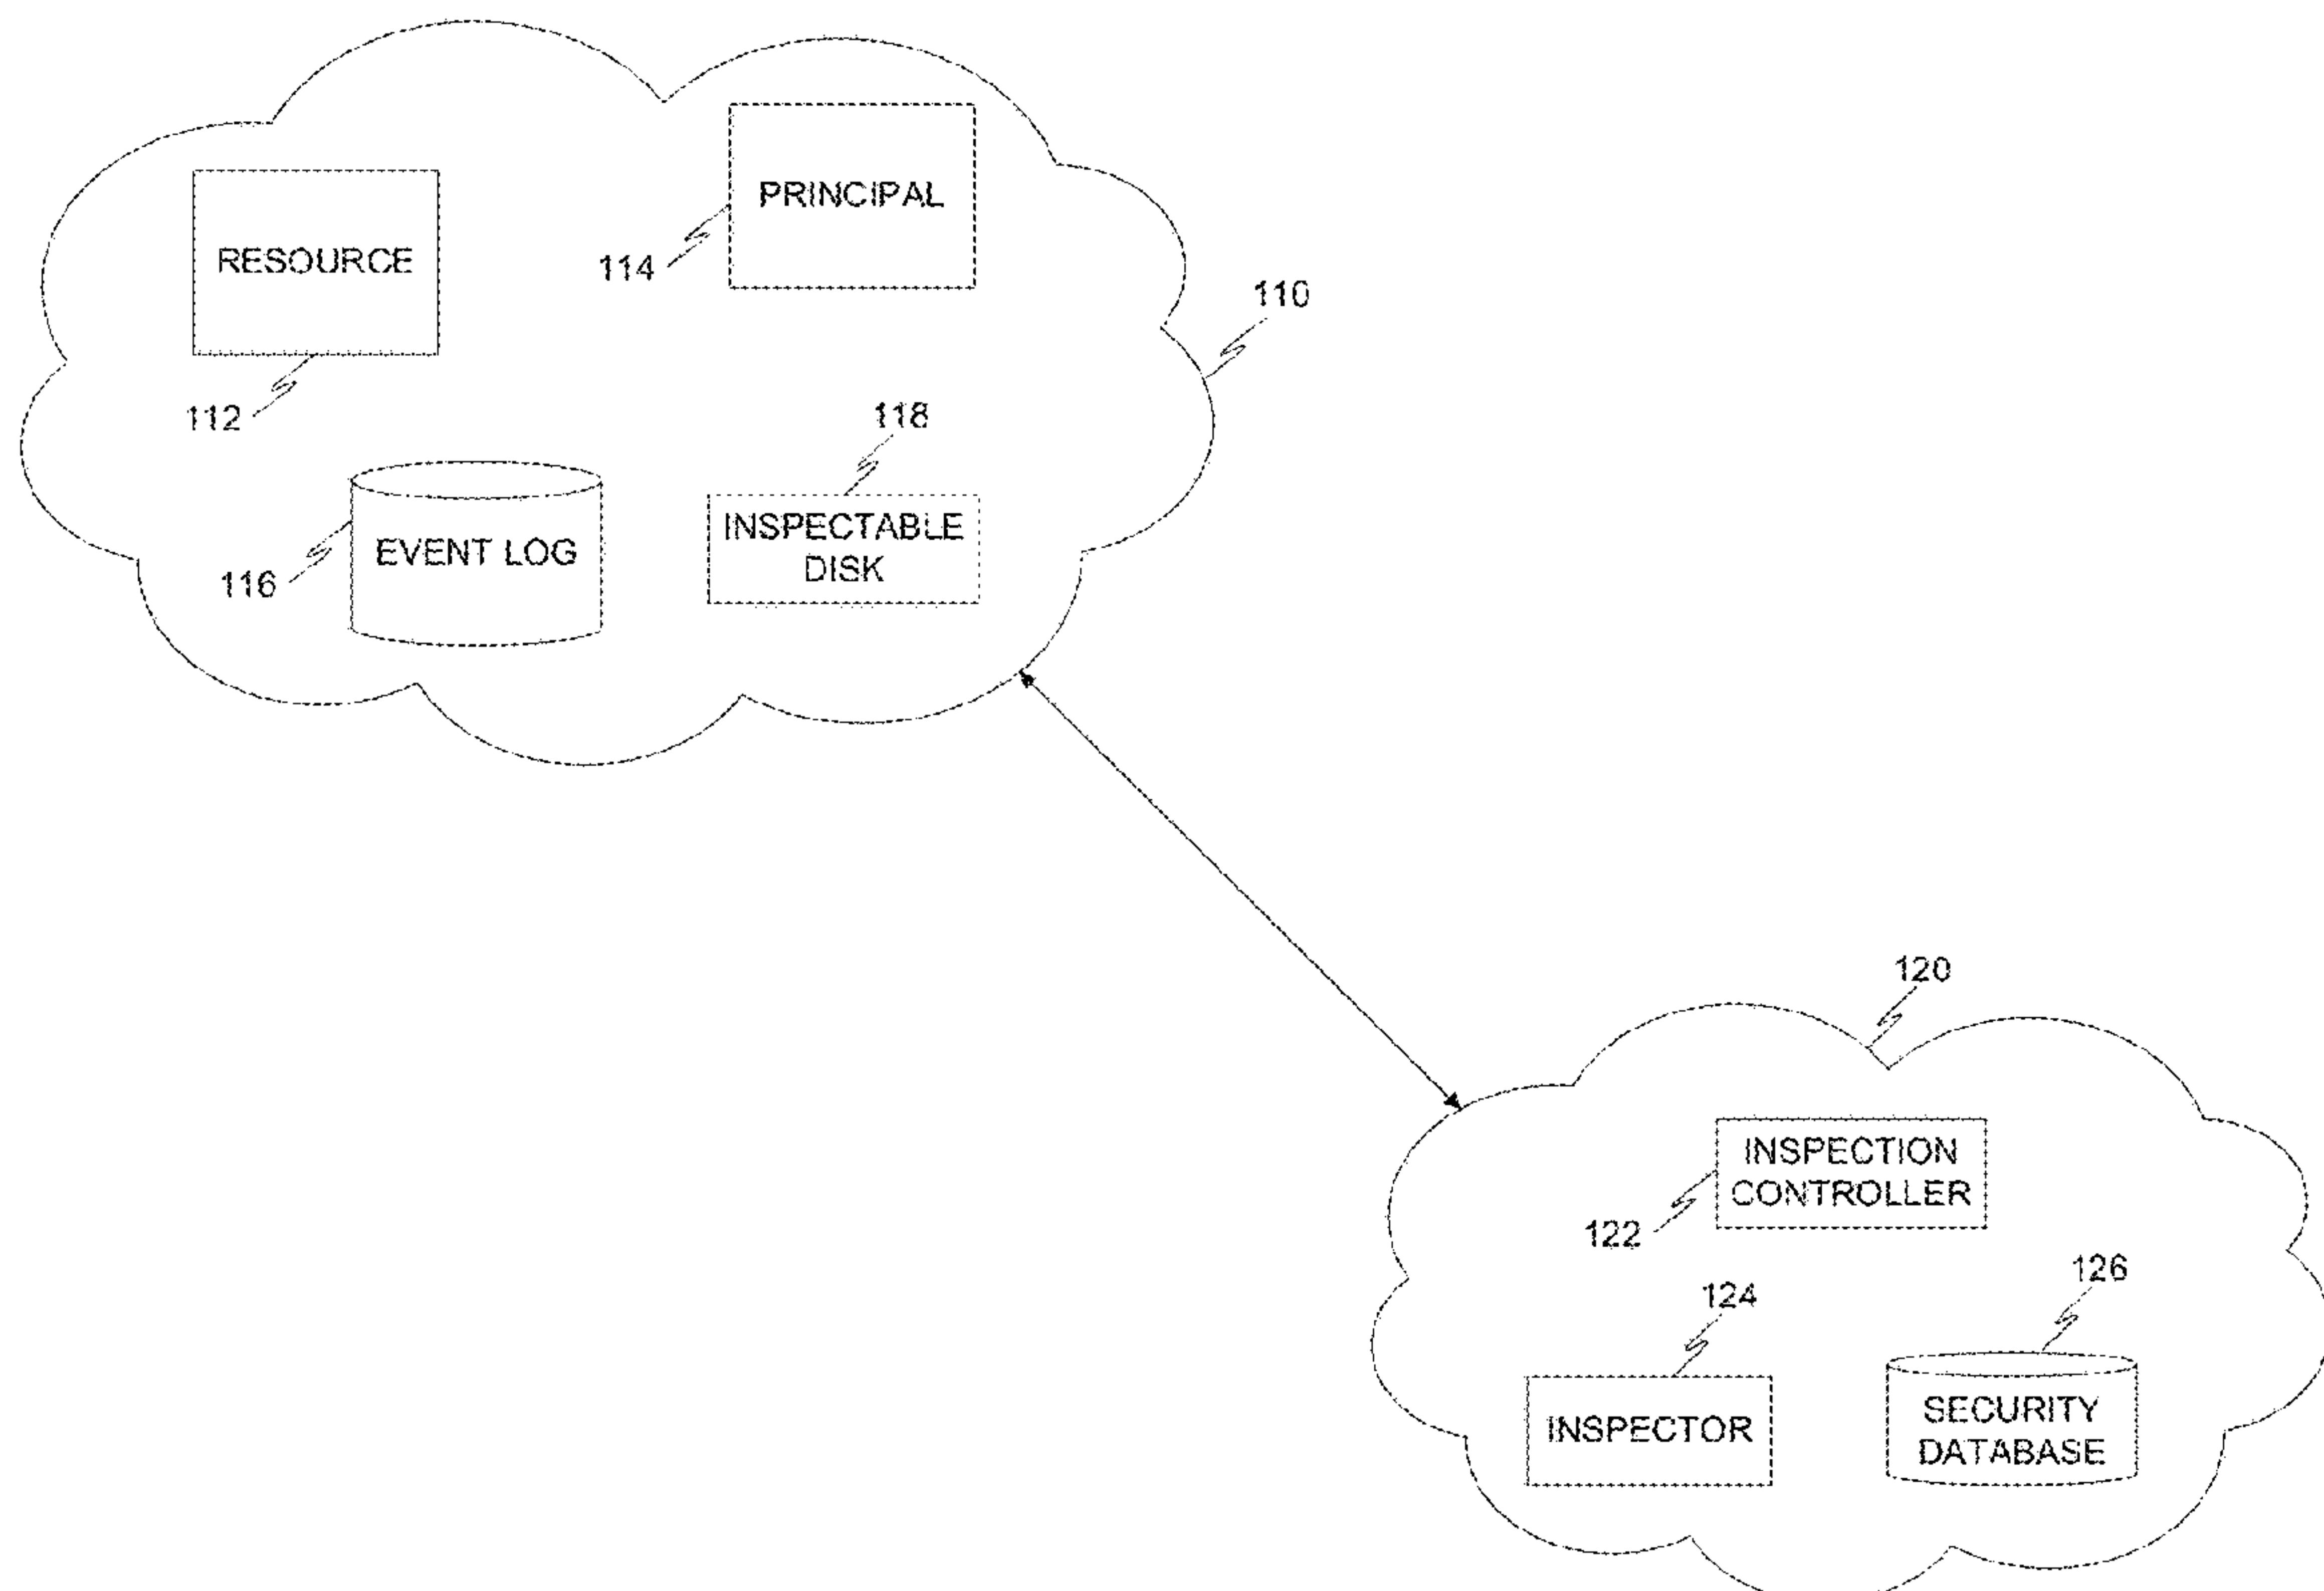 PRINCIPAL
RESOURCE
114
110
112
118
EVENT LOG
116
INSPECTABLE
DISK
120
INSPECTION
CONTROLLER
122
124
126
INSPECTOR
SECURITY
DATABASE